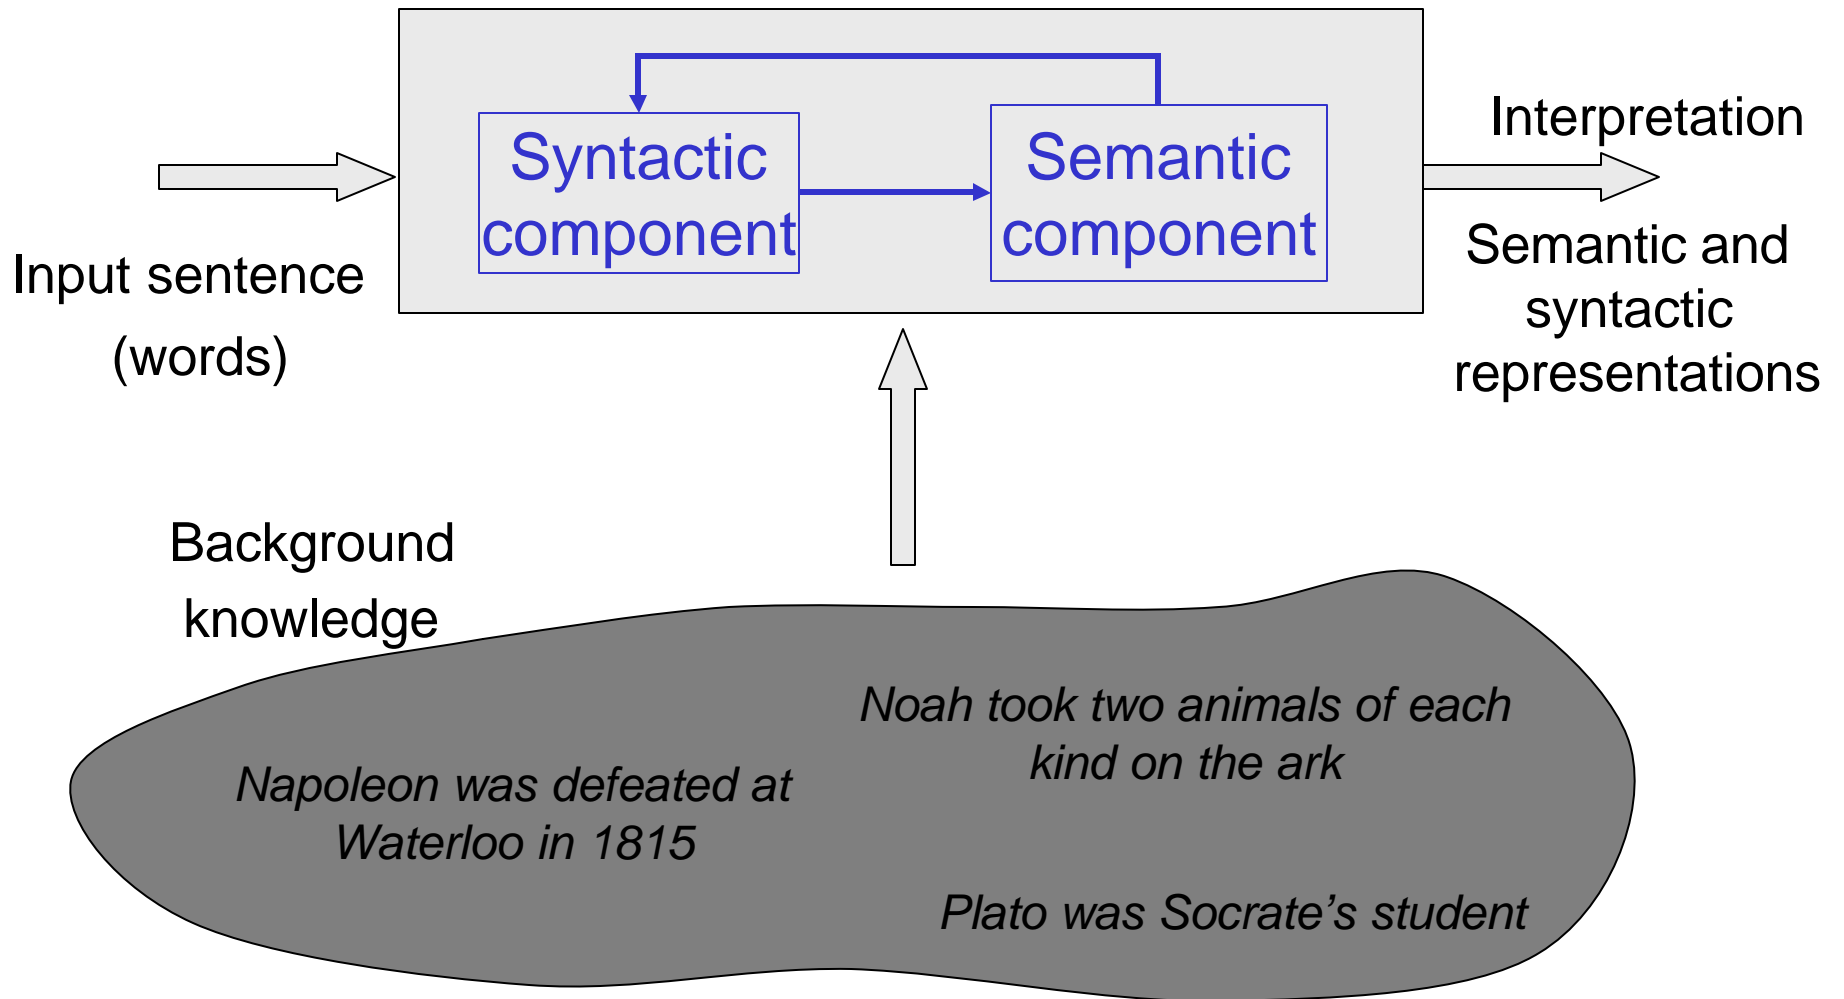 Syntactic
component
Semantic
component
Input sentence
(words)
Interpretation
Semantic and
syntactic
representations
Background
knowledge
Noah took two animals of each
kind on the ark
Napoleon was defeated at
Waterloo in 1815
Plato was Socrate’s student